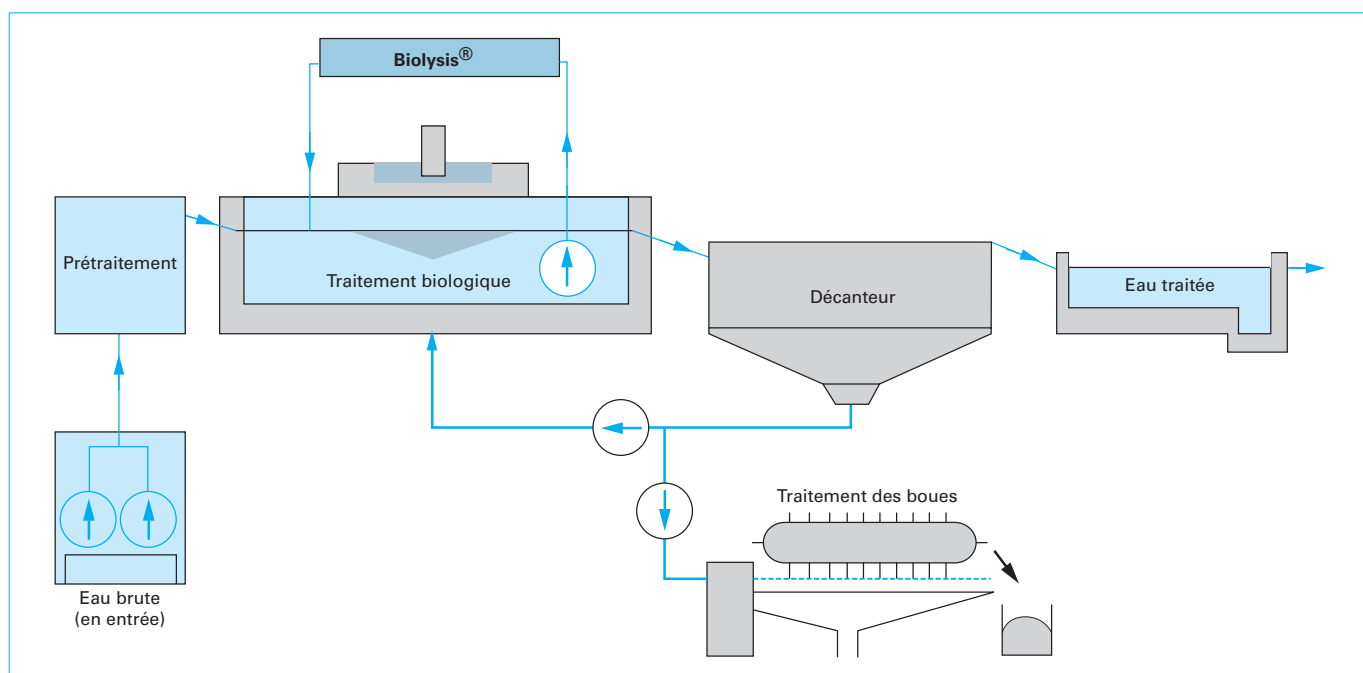 Biolysis®
Prétraitement
Traitement biologique
Décanteur
Eau traitée
Eau brute
(en entrée)
Traitement des boues